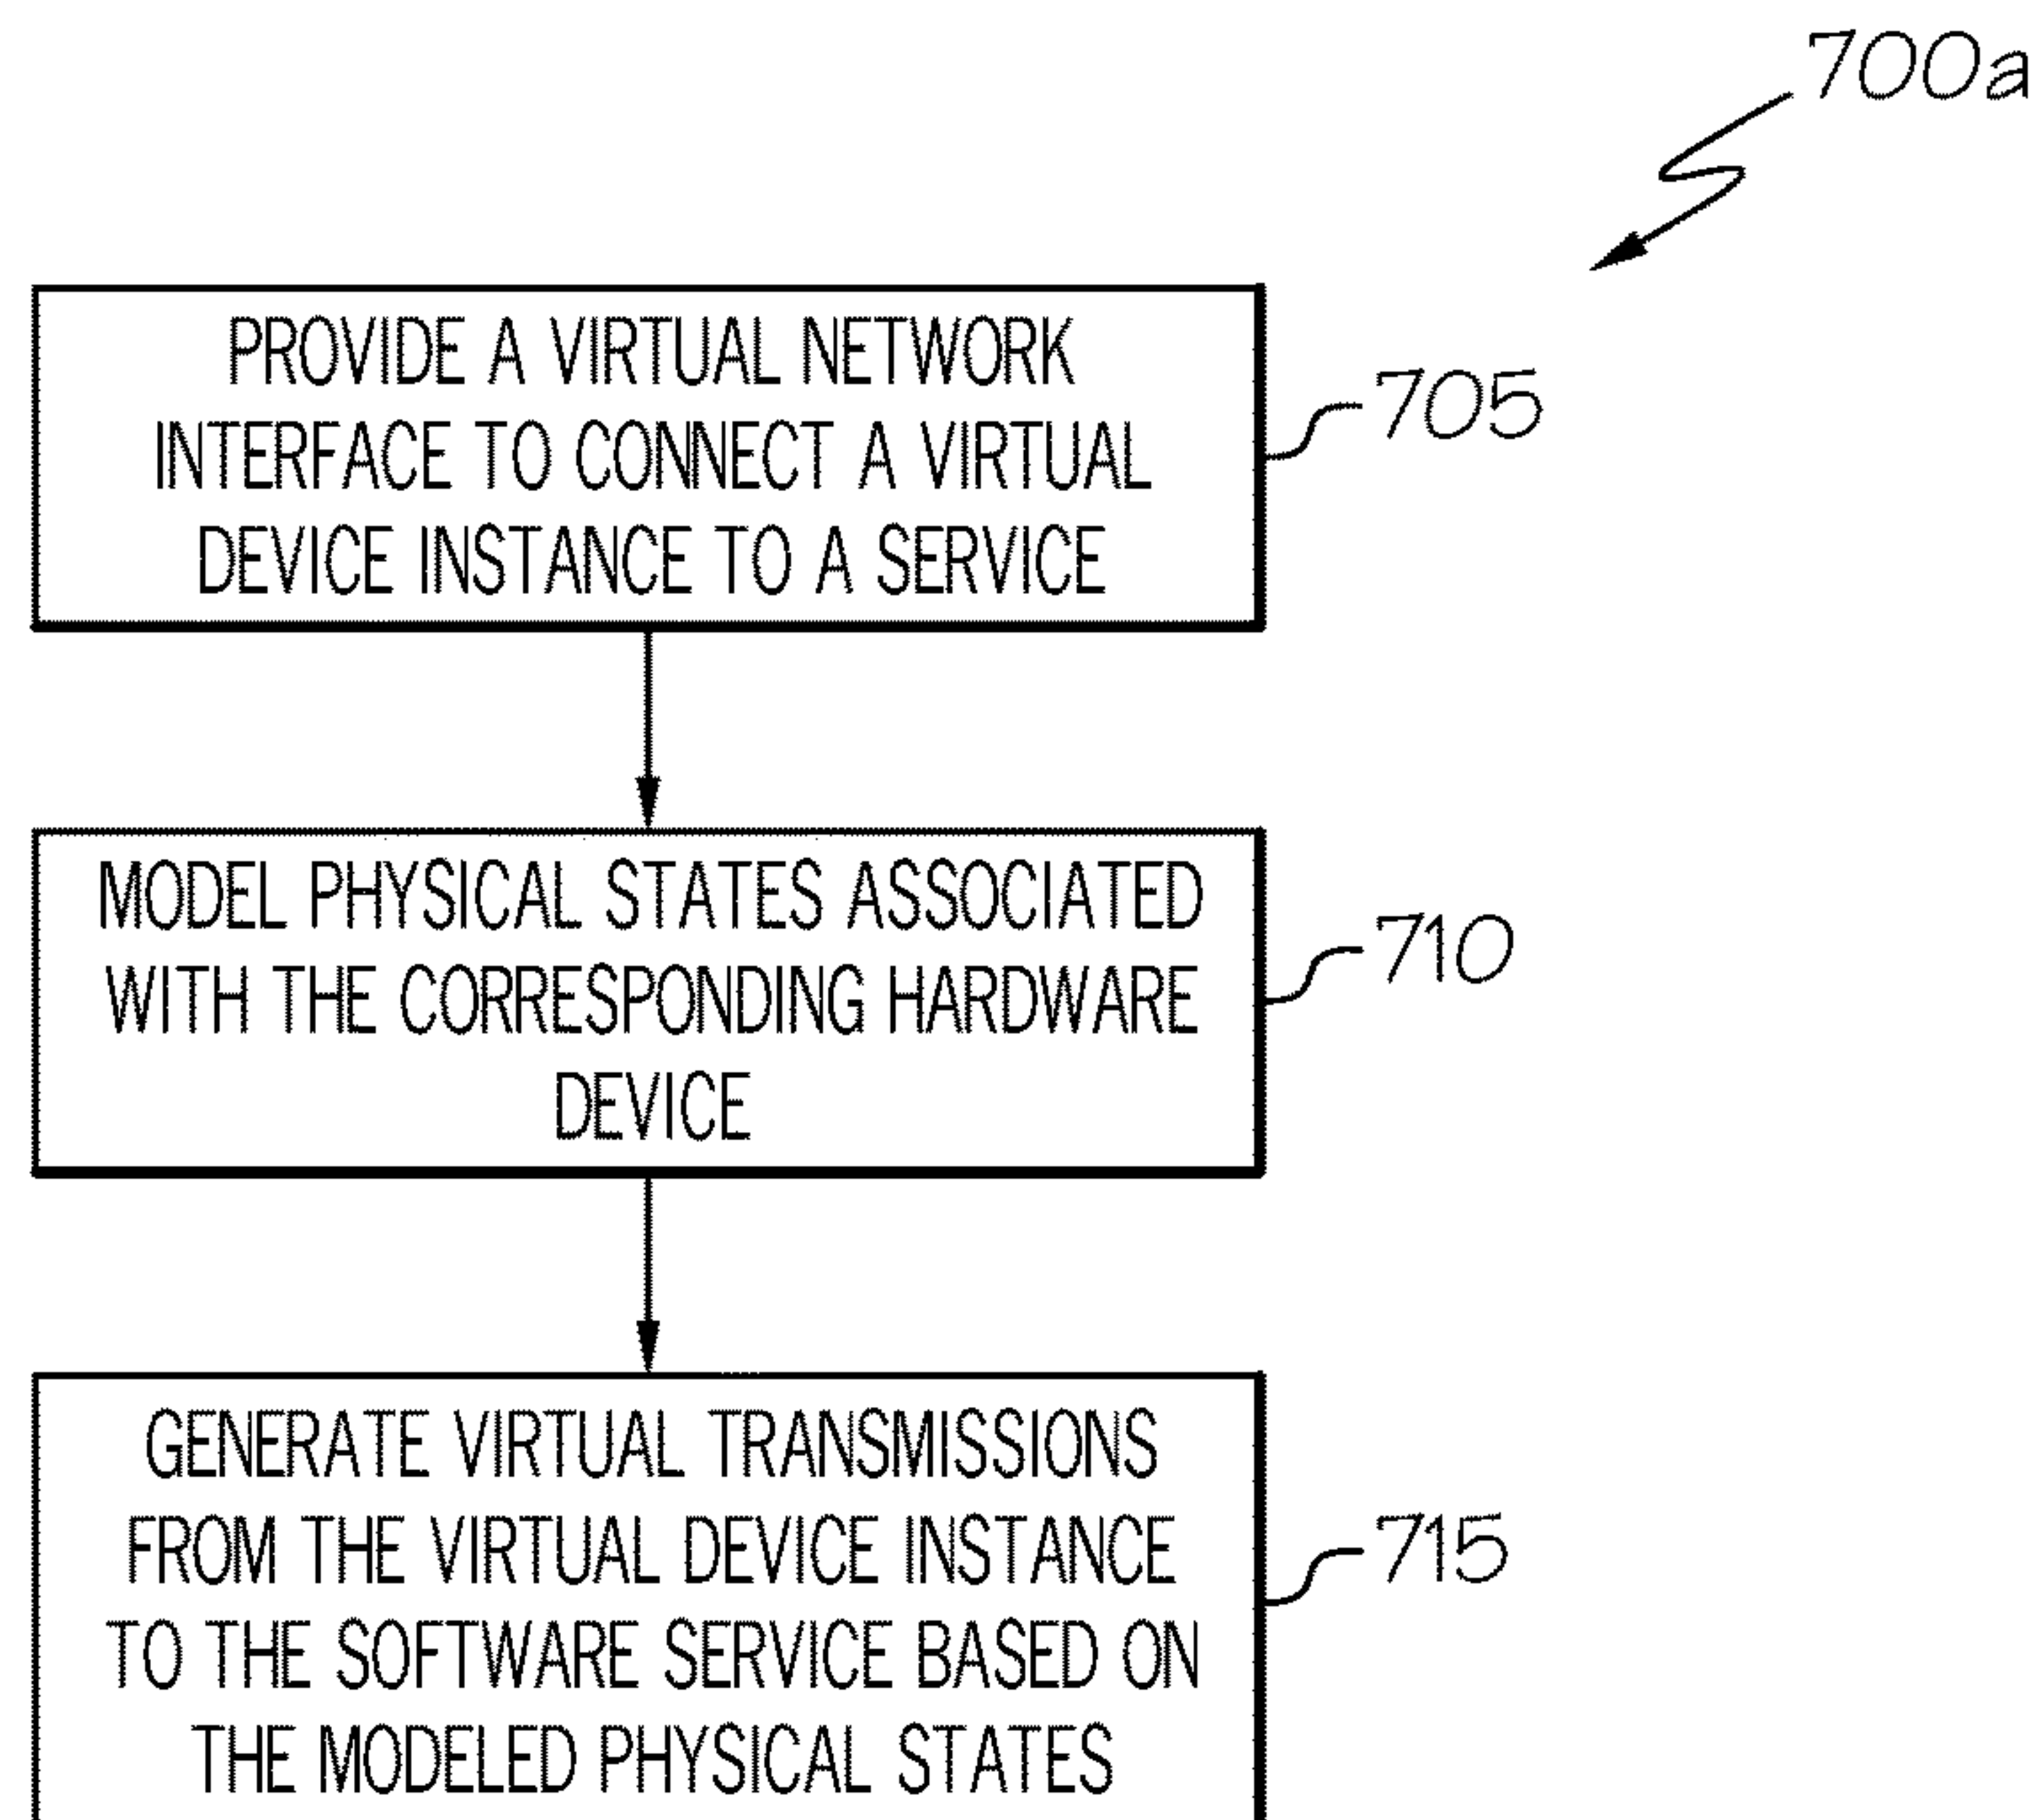 700a
PROVIDE A VIRTUAL NETWORK
INTERFACE TO CONNECT A VIRTUAL
DEVICE INSTANCE TO A SERVICE
705
MODEL PHYSICAL STATES ASSOCIATED
WITH THE CORRESPONDING HARDWARE
DEVICE
710
GENERATE VIRTUAL TRANSMISSIONS
FROM THE VIRTUAL DEVICE INSTANCE
TO THE SOFTWARE SERVICE BASED ON
THE MODELED PHYSICAL STATES
715